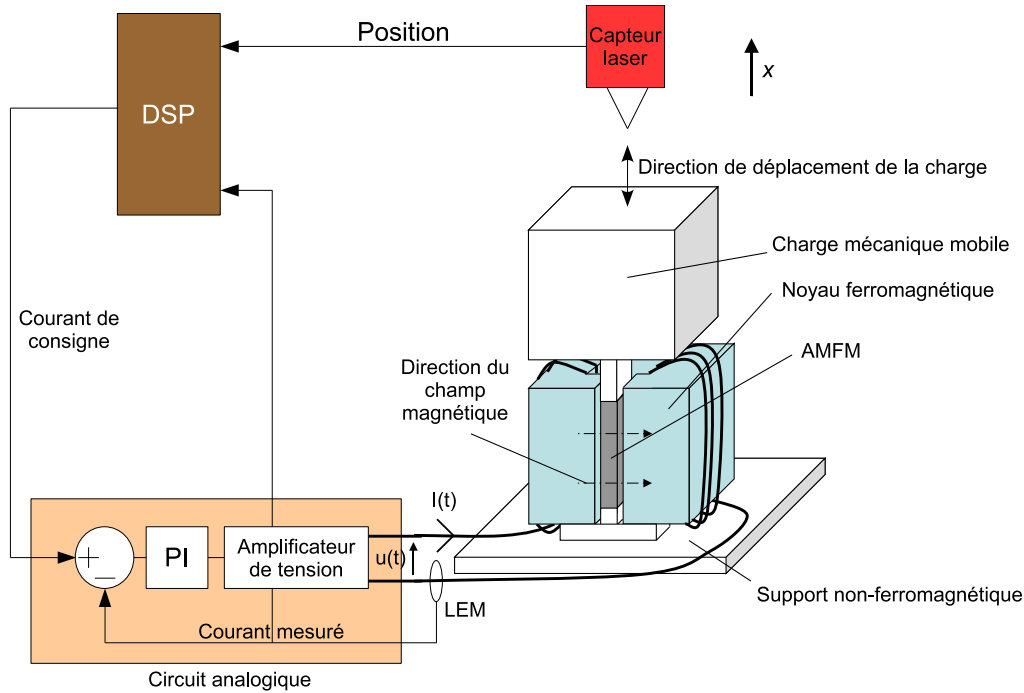 Position
Capteur
laser
x
DSP
Direction de déplacement de la charge
Charge mécanique mobile
Noyau ferromagnétique
Courant de
consigne
AMFM
Direction du
champ
magnétique
I(t)
+
−
PI
Amplificateur
de tension
u(t)
LEM
Support non-ferromagnétique
Courant mesuré
Circuit analogique